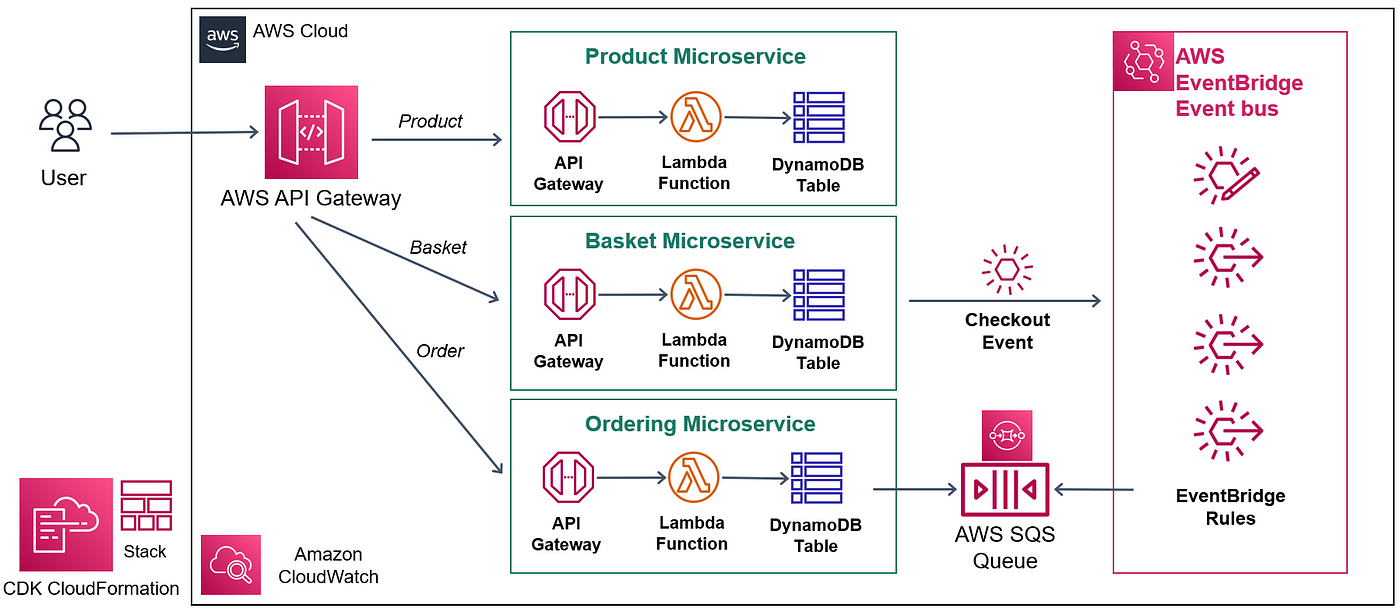 aws
AWS Cloud
User
AWS API Gateway
Product
Basket
Order
Product Microservice
API
Gateway
Lambda
Function
DynamoDB
Table
Basket Microservice
API
Gateway
Lambda
Function
DynamoDB
Table
Ordering Microservice
API
Gateway
Lambda
Function
DynamoDB
Table
Checkout
Event
AWS SQS
Queue
AWS
EventBridge
Event bus
EventBridge
Rules
Stack
CDK CloudFormation
Amazon
CloudWatch